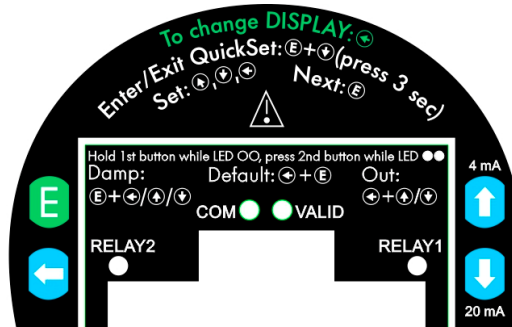 To change DISPLAY: ←
Enter/Exit QuickSet: E+↓(press 3 sec)
Set: ↑,↓,← Next: E
Hold 1st button while LED OO, press 2nd button while LED ●●
Damp: Default: ←+E Out:
E+←/↑/↓ ←+↑/↓
COM VALID
RELAY2 RELAY1
E
4 mA
20 mA